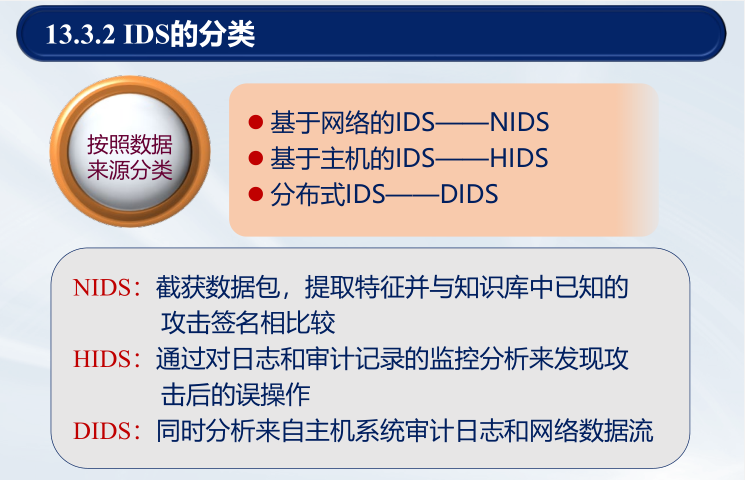 13.3.2 IDS的分类
按照数据
来源分类
基于网络的IDS——NIDS
基于主机的IDS——HIDS
分布式IDS——DIDS
NIDS：截获数据包，提取特征并与知识库中已知的
攻击签名相比较
HIDS：通过对日志和审计记录的监控分析来发现攻
击后的误操作
DIDS：同时分析来自主机系统审计日志和网络数据流